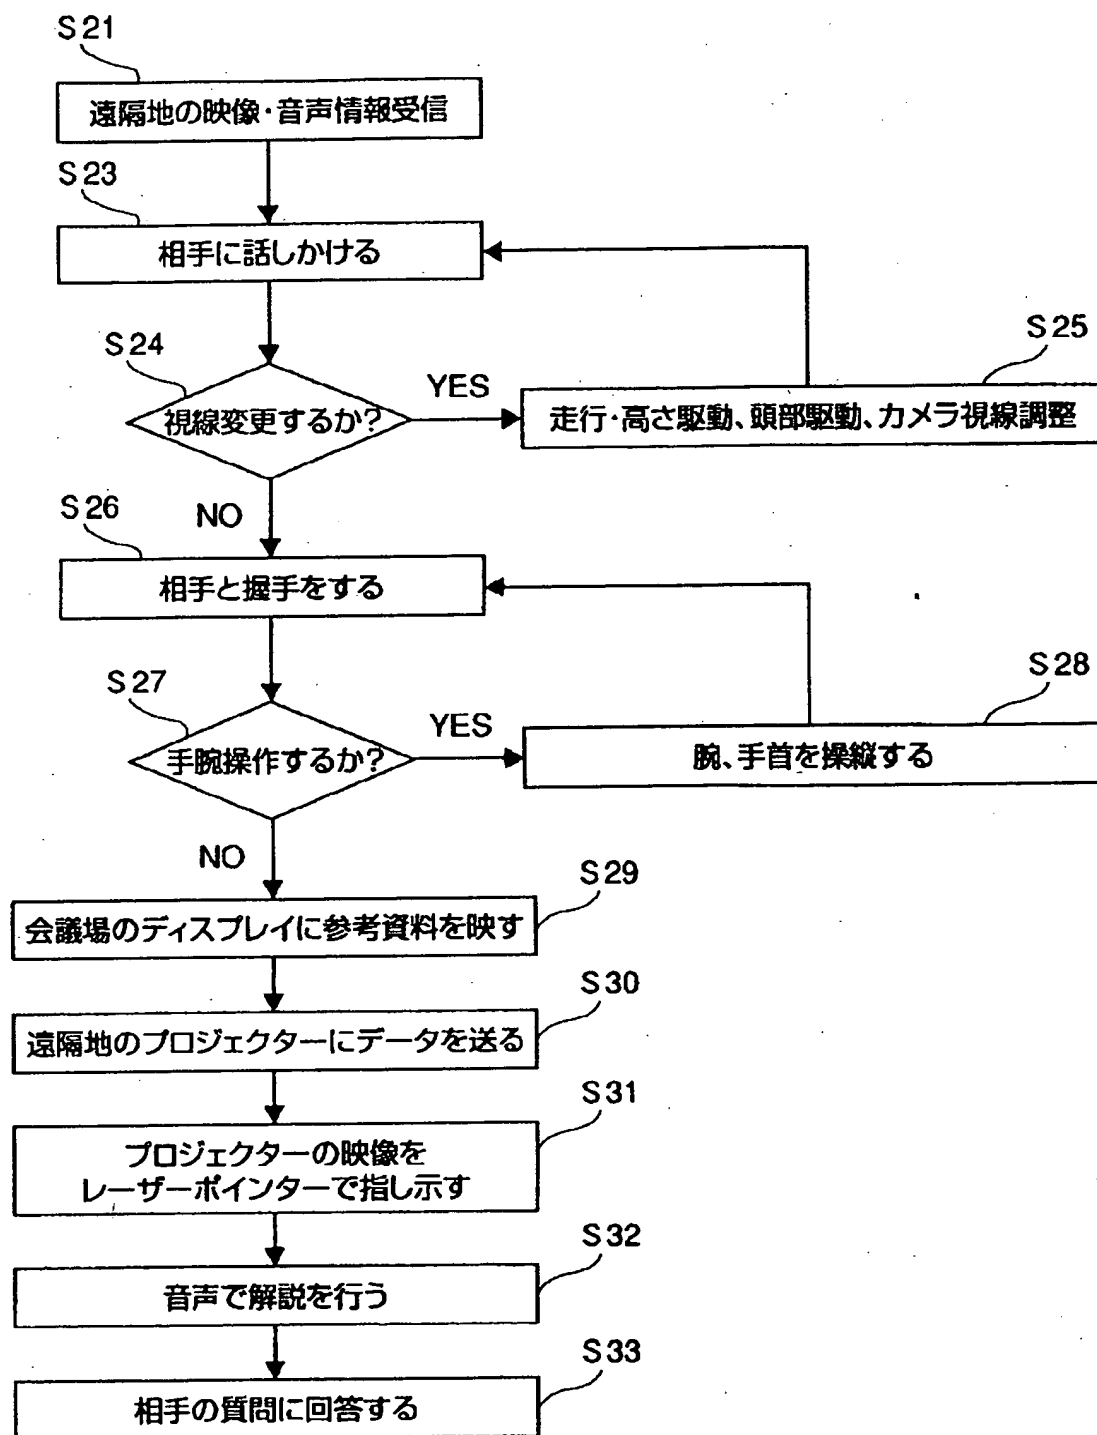 S21
遠隔地の映像・音声情報受信
S23
相手に話しかける
S24
視線変更するか?
YES
S25
走行・高さ駆動、頭部駆動、カメラ視線調整
NO
S26
相手と握手をする
S27
手腕操作するか?
YES
S28
腕、手首を操縦する
NO
S29
会議場のディスプレイに参考資料を映す
S30
遠隔地のプロジェクターにデータを送る
S31
プロジェクターの映像を
レーザーポインターで指し示す
S32
音声で解説を行う
S33
相手の質問に回答する